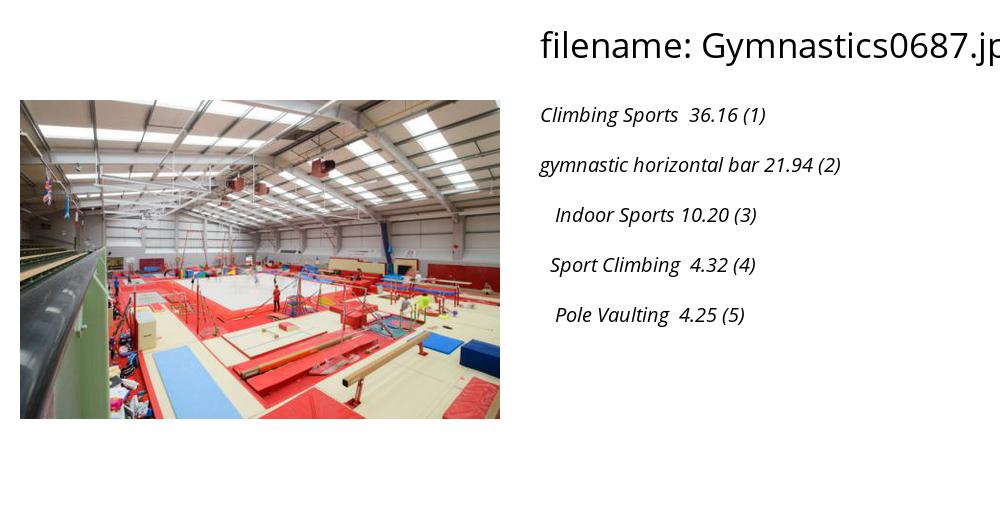 filename: Gymnastics0687.jp
Climbing Sports 36.16 (1)
gymnastic horizontal bar 21.94 (2)
Indoor Sports 10.20 (3)
Sport Climbing 4.32 (4)
Pole Vaulting 4.25 (5)